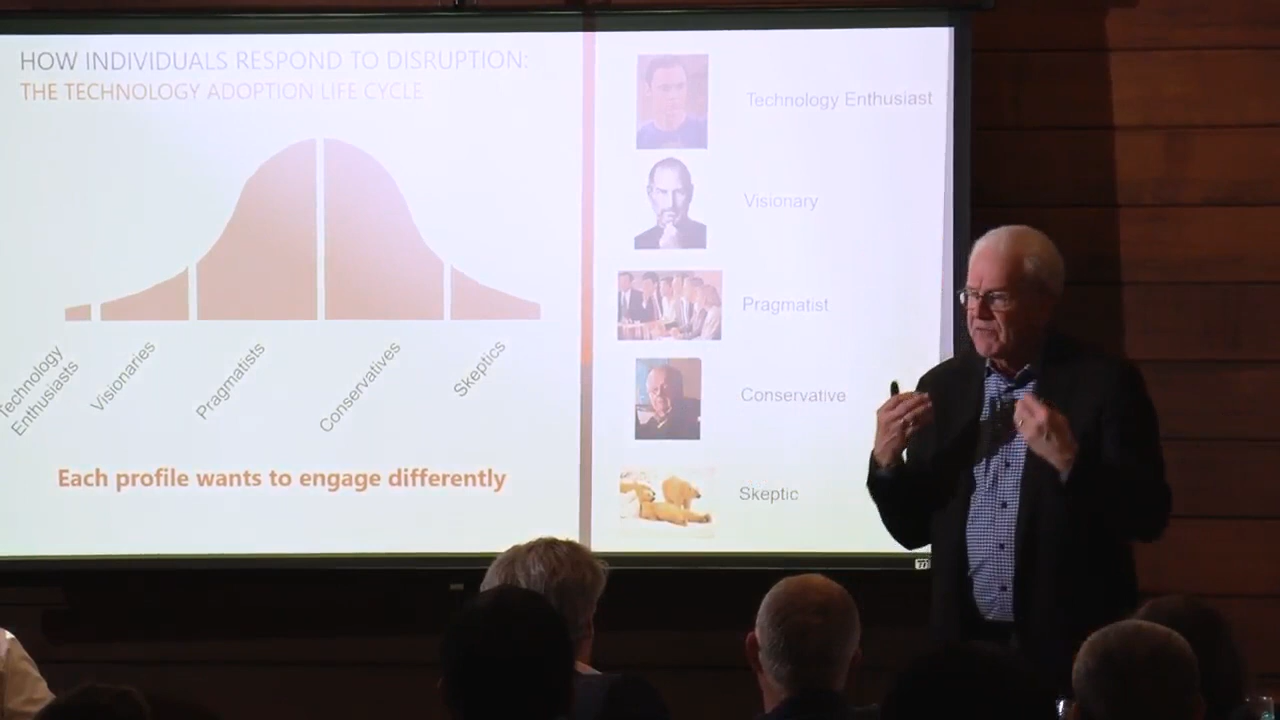 HOW INDIVIDUALS RESPOND TO DISRUPTION:
THE TECHNOLOGY ADOPTION LIFE CYCLE
Technology
Enthusiasts
Visionaries
Pragmatists
Conservatives
Skeptics
Each profile wants to engage differently
Technology Enthusiast
Visionary
Pragmatist
Conservative
Skeptic